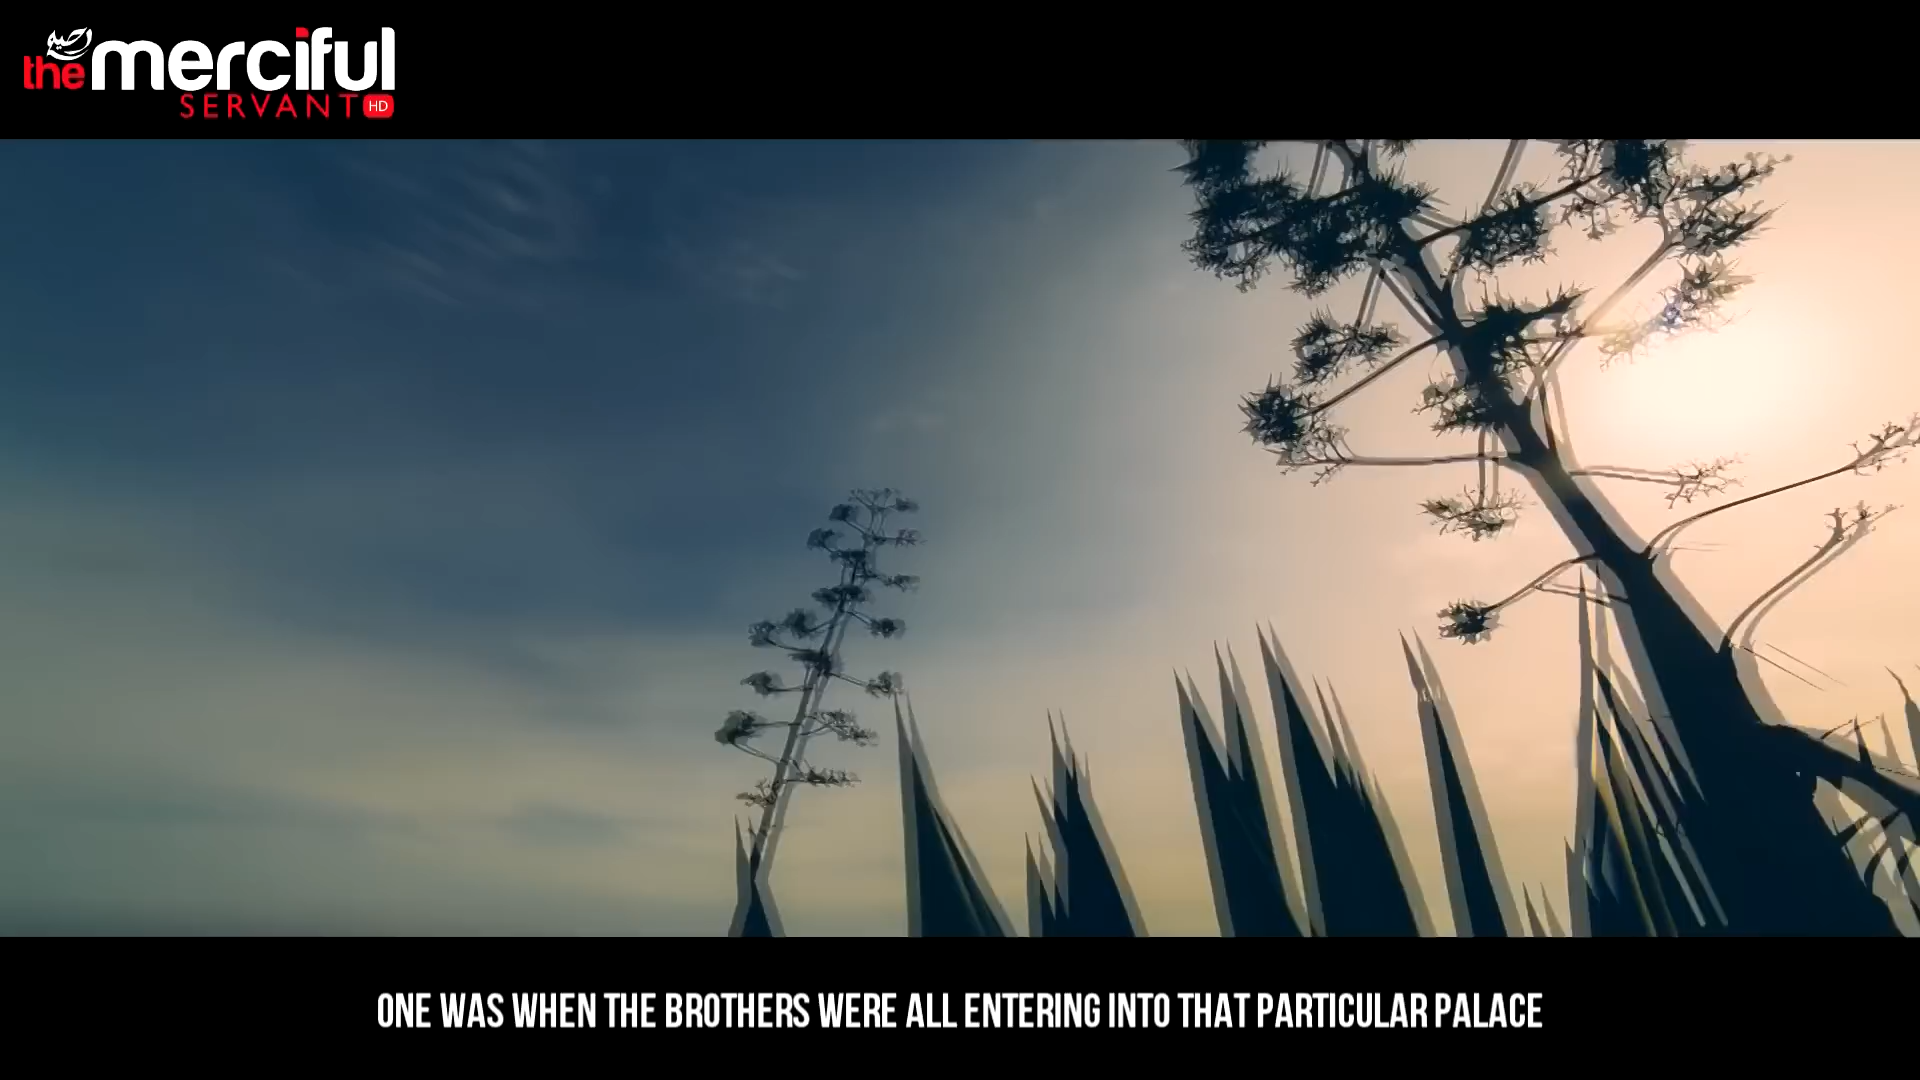 the merciful
SERVANT HD
ONE WAS WHEN THE BROTHERS WERE ALL ENTERING INTO THAT PARTICULAR PALACE